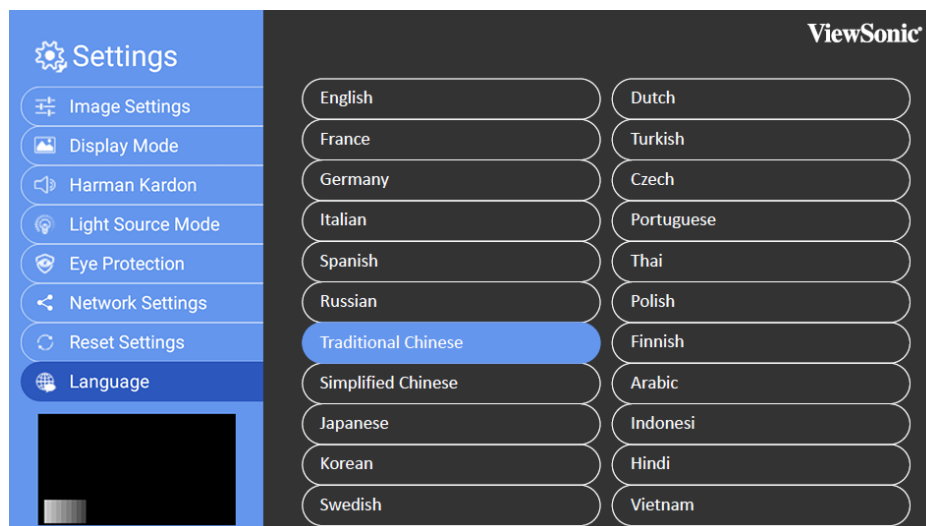 ViewSonic
Settings
Image Settings
Display Mode
Harman Kardon
Light Source Mode
Eye Protection
Network Settings
Reset Settings
Language
English
France
Germany
Italian
Spanish
Russian
Traditional Chinese
Simplified Chinese
Japanese
Korean
Swedish
Dutch
Turkish
Czech
Portuguese
Thai
Polish
Finnish
Arabic
Indonesi
Hindi
Vietnam